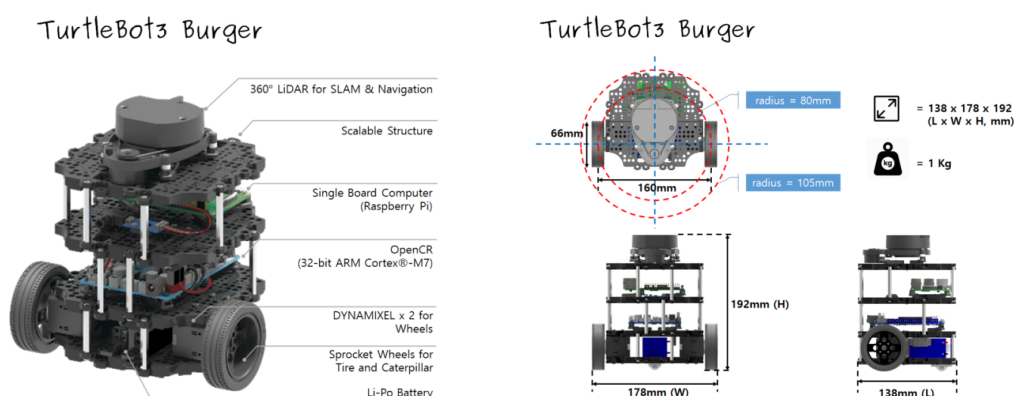 TurtleBot3 Burger
360° LiDAR for SLAM & Navigation
Scalable Structure
Single Board Computer
(Raspberry Pi)
OpenCR
(32-bit ARM Cortex®-M7)
DYNAMIXEL x 2 for
Wheels
Sprocket Wheels for
Tire and Caterpillar
Li-Po Battery
TurtleBot3 Burger
radius = 80mm
66mm
160mm
radius = 105mm
= 138 x 178 x 192
(L x W x H, mm)
kg
= 1 Kg
192mm (H)
178mm (W)
138mm (L)